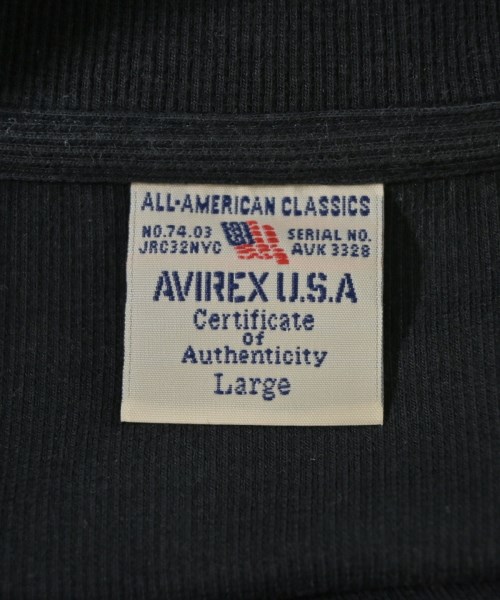 ALL-AMERICAN CLASSICS
NO.74.03 SERIAL NO.
JRC32NYC AVK 3328
AVIREX U.S.A
Certificate
of
Authenticity
Large